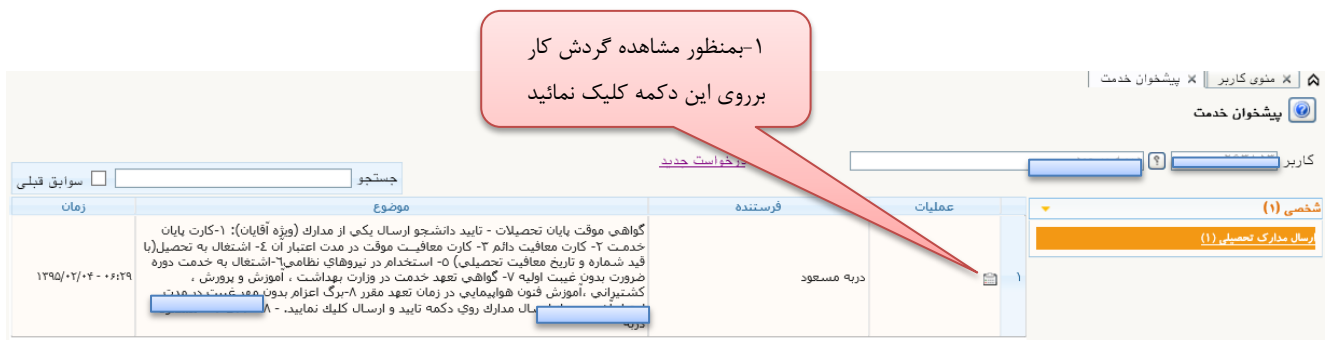 ۱-بمنظور مشاهده گردش کار
برروی این دکمه کلیک نمائید
منوی کاربر
پیشخوان خدمت
پیشخوان خدمت
کاربر
درخواست جدید
جستجو
سوابق قبلی
شخصی (۱)
ارسال مدارک تحصیلی (۱)
عملیات
فرستنده
موضوع
زمان
۱
دربه مسعود
گواهي موقت پايان تحصيلات - تاييد دانشجو ارسال يكي از مدارك (ويژه آقايان): ۱-كارت پايان
خدمت ۲- كارت معافيت دائم ۳- كارت معافيت موقت در مدت اعتبار آن ٤- اشتغال به تحصيل(با
قيد شماره و تاريخ معافيت تحصيلي) ٥- استخدام در نيروهاي نظامي٦-اشتغال به خدمت دوره
ضرورت بدون غيبت اوليه ۷- گواهي تعهد خدمت در وزارت بهداشت ، آموزش و پرورش ،
كشتيراني ،آموزش فنون هواپيمايي در زمان تعهد مقرر ۸-برگ اعزام بدون مهر غيبت در مدت
ارسال مدارك روي دكمه تاييد و ارسال كليك نماييد. - ۸
دربه
۱۳۹۵/۰۲/۰۴ - ۰۶:۲۹